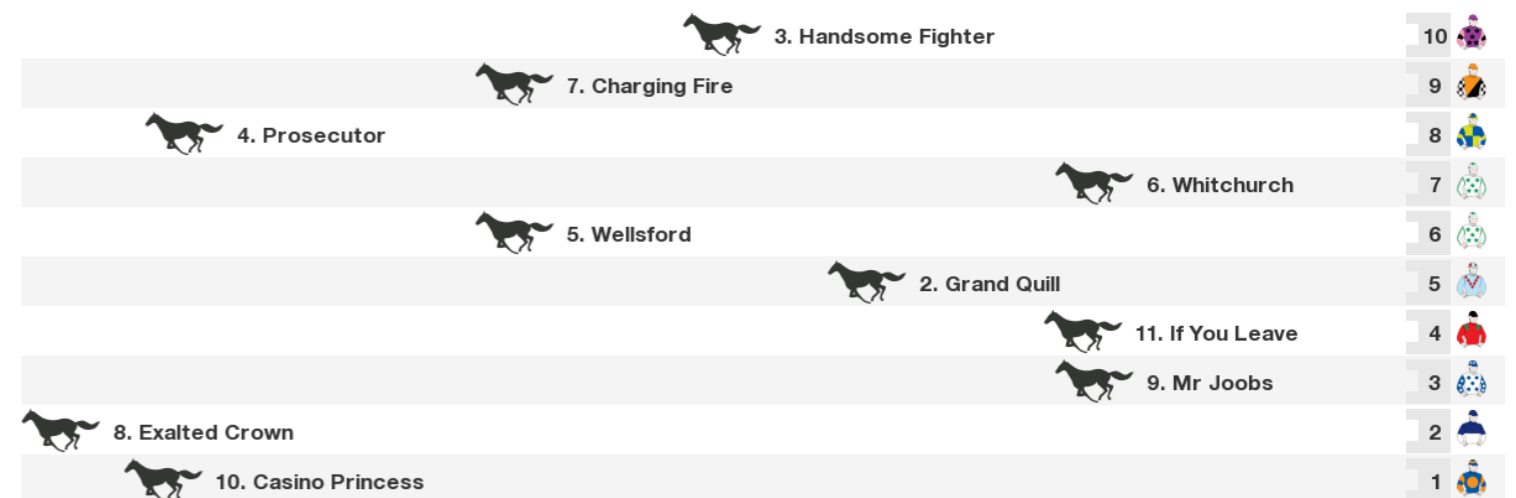 3. Handsome Fighter 10
7. Charging Fire 9
4. Prosecutor 8
6. Whitchurch 7
5. Wellsford 6
2. Grand Quill 5
11. If You Leave 4
9. Mr Joobs 3
8. Exalted Crown 2
10. Casino Princess 1